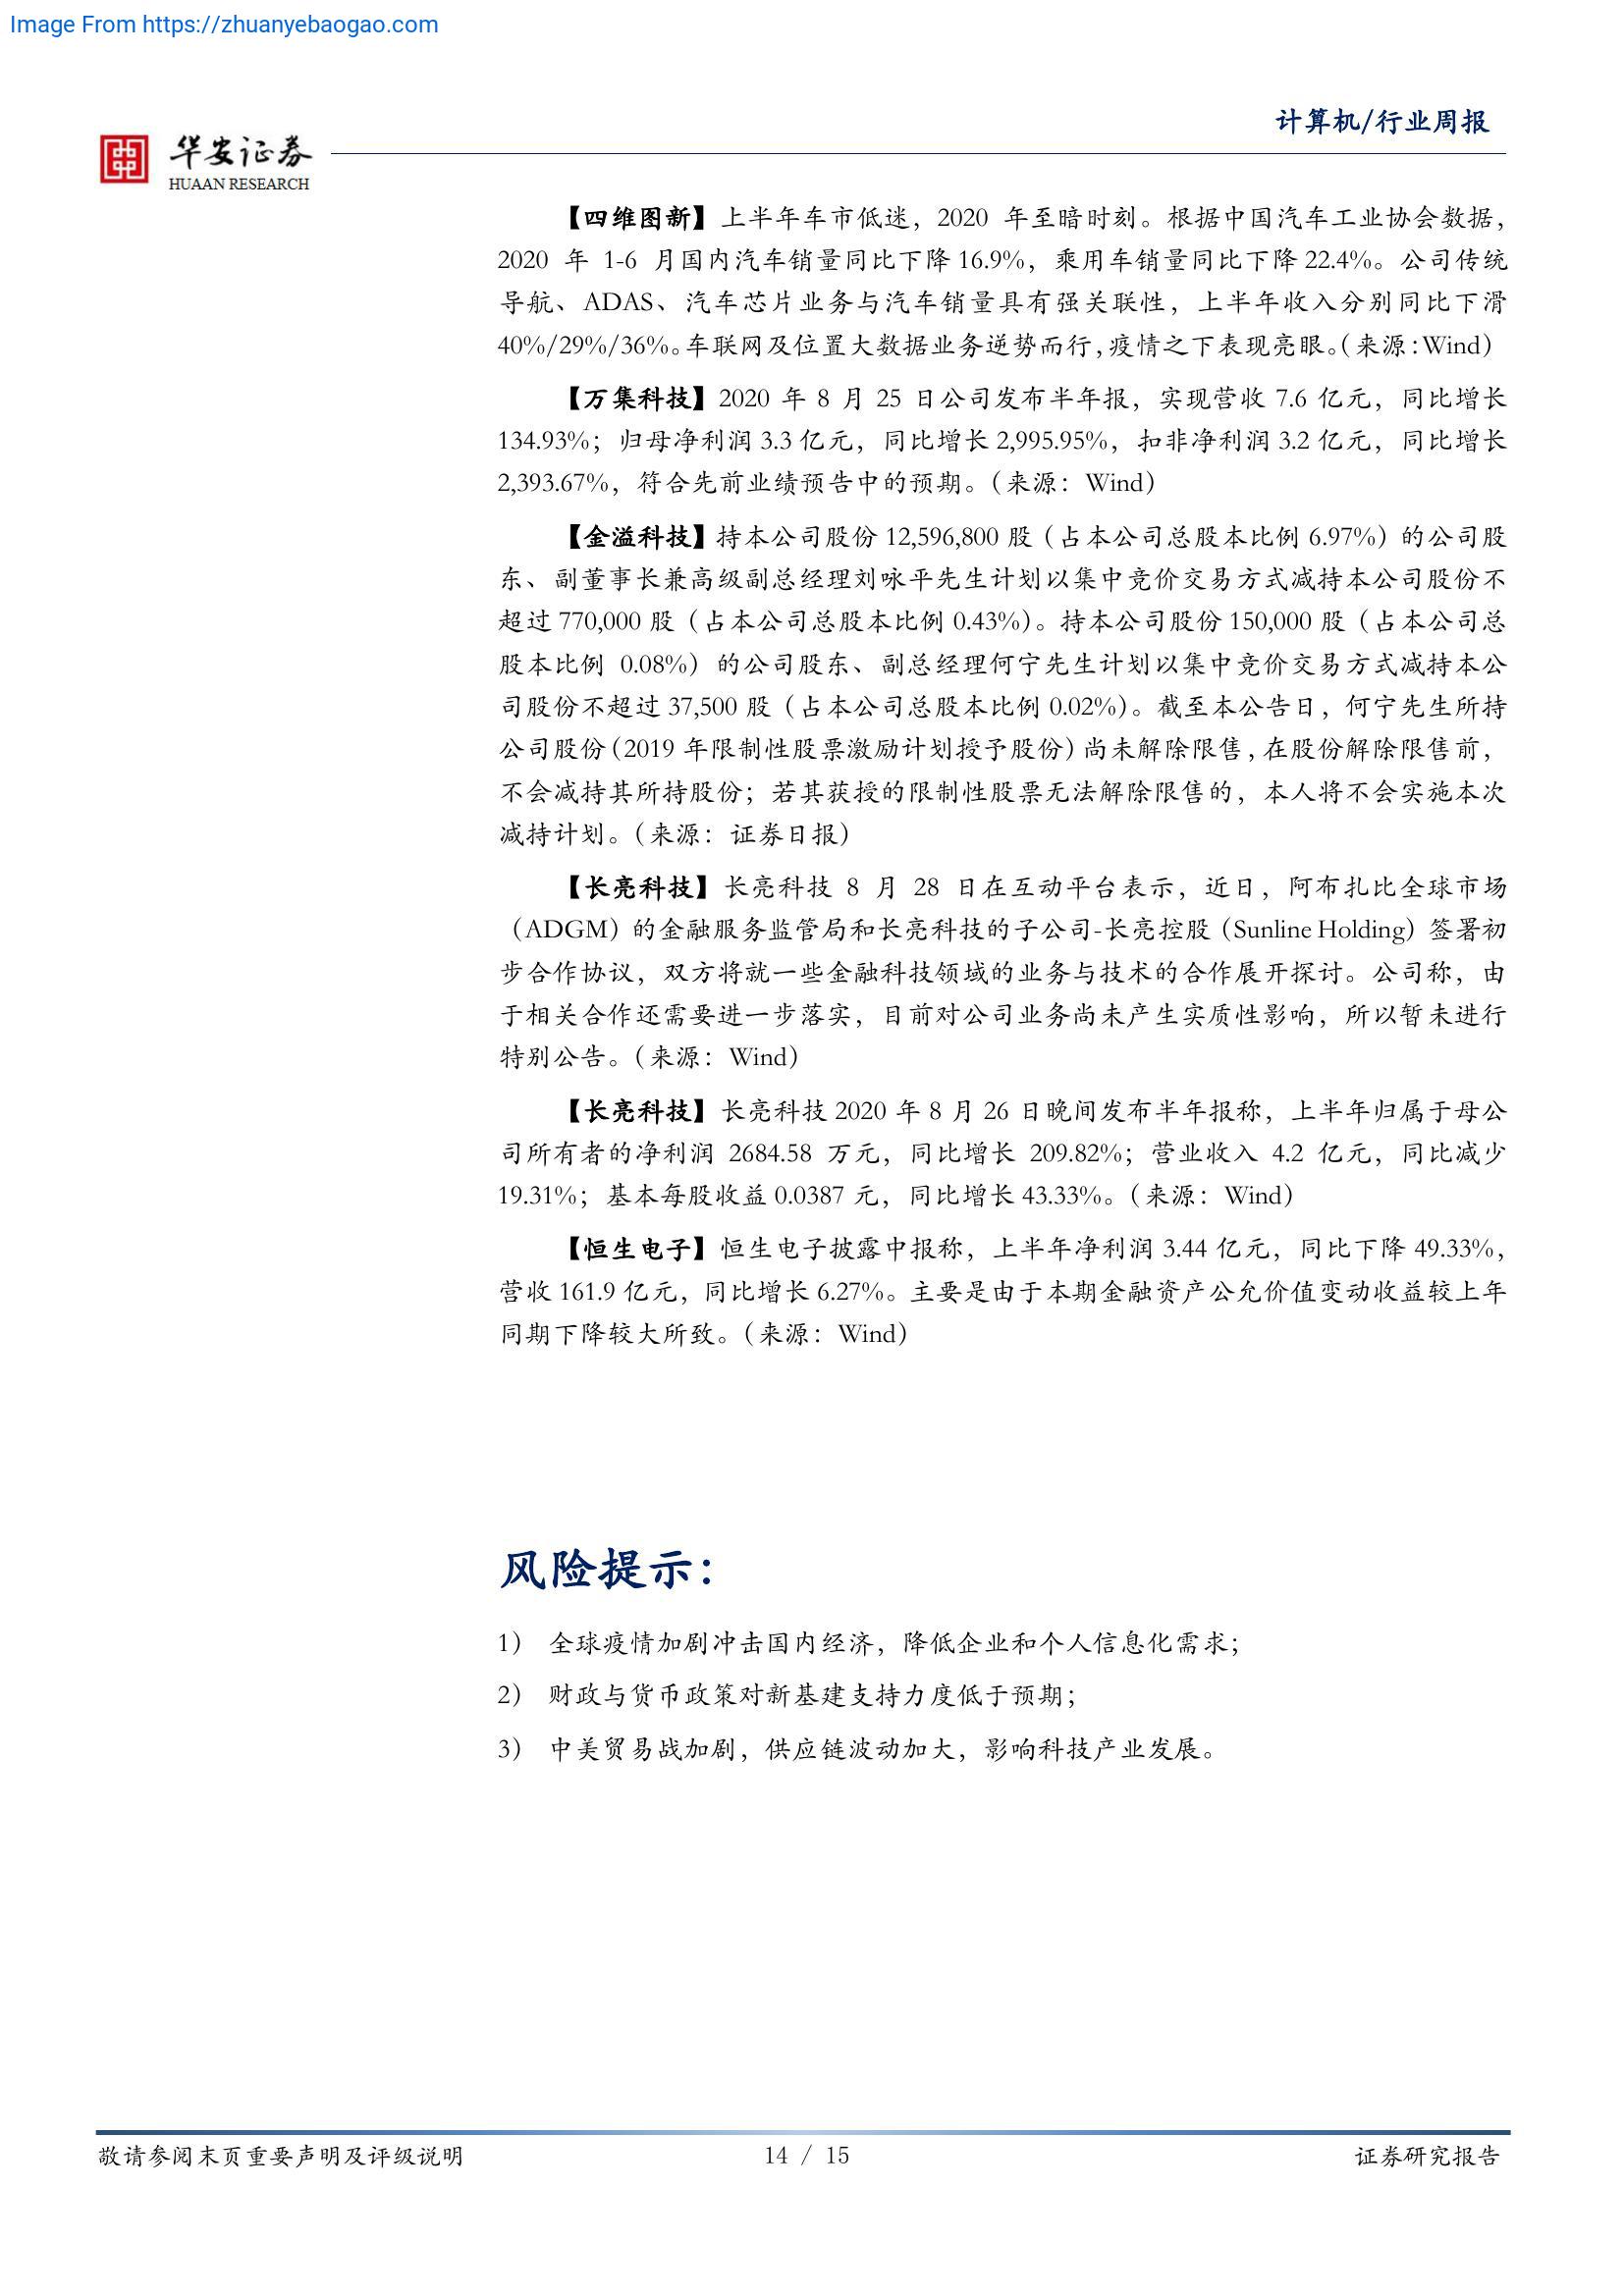 Image From https://zhuanyebaogao.com
计算机/行业周报
华安证券
HUAAN RESEARCH
【四维图新】上半年车市低迷，2020 年至暗时刻。根据中国汽车工业协会数据，
2020 年 1-6 月国内汽车销量同比下降 16.9%，乘用车销量同比下降 22.4%。公司传统
导航、ADAS、汽车芯片业务与汽车销量具有强关联性，上半年收入分别同比下滑
40%/29%/36%。车联网及位置大数据业务逆势而行，疫情之下表现亮眼。（来源：Wind）
【万集科技】2020 年 8 月 25 日公司发布半年报，实现营收 7.6 亿元，同比增长
134.93%；归母净利润 3.3 亿元，同比增长 2,995.95%，扣非净利润 3.2 亿元，同比增长
2,393.67%，符合先前业绩预告中的预期。（来源：Wind）
【金溢科技】持本公司股份 12,596,800 股（占本公司总股本比例 6.97%）的公司股
东、副董事长兼高级副总经理刘咏平先生计划以集中竞价交易方式减持本公司股份不
超过 770,000 股（占本公司总股本比例 0.43%）。持本公司股份 150,000 股（占本公司总
股本比例 0.08%）的公司股东、副总经理何宁先生计划以集中竞价交易方式减持本公
司股份不超过 37,500 股（占本公司总股本比例 0.02%）。截至本公告日，何宁先生所持
公司股份（2019 年限制性股票激励计划授予股份）尚未解除限售，在股份解除限售前，
不会减持其所持股份；若其获授的限制性股票无法解除限售的，本人将不会实施本次
减持计划。（来源：证券日报）
【长亮科技】长亮科技 8 月 28 日在互动平台表示，近日，阿布扎比全球市场
（ADGM）的金融服务监管局和长亮科技的子公司-长亮控股（Sunline Holding）签署初
步合作协议，双方将就一些金融科技领域的业务与技术的合作展开探讨。公司称，由
于相关合作还需要进一步落实，目前对公司业务尚未产生实质性影响，所以暂未进行
特别公告。（来源：Wind）
【长亮科技】长亮科技 2020 年 8 月 26 日晚间发布半年报称，上半年归属于母公
司所有者的净利润 2684.58 万元，同比增长 209.82%；营业收入 4.2 亿元，同比减少
19.31%；基本每股收益 0.0387 元，同比增长 43.33%。（来源：Wind）
【恒生电子】恒生电子披露中报称，上半年净利润 3.44 亿元，同比下降 49.33%，
营收 161.9 亿元，同比增长 6.27%。主要是由于本期金融资产公允价值变动收益较上年
同期下降较大所致。（来源：Wind）
风险提示：
1） 全球疫情加剧冲击国内经济，降低企业和个人信息化需求；
2） 财政与货币政策对新基建支持力度低于预期；
3） 中美贸易战加剧，供应链波动加大，影响科技产业发展。
敬请参阅末页重要声明及评级说明
14 / 15
证券研究报告